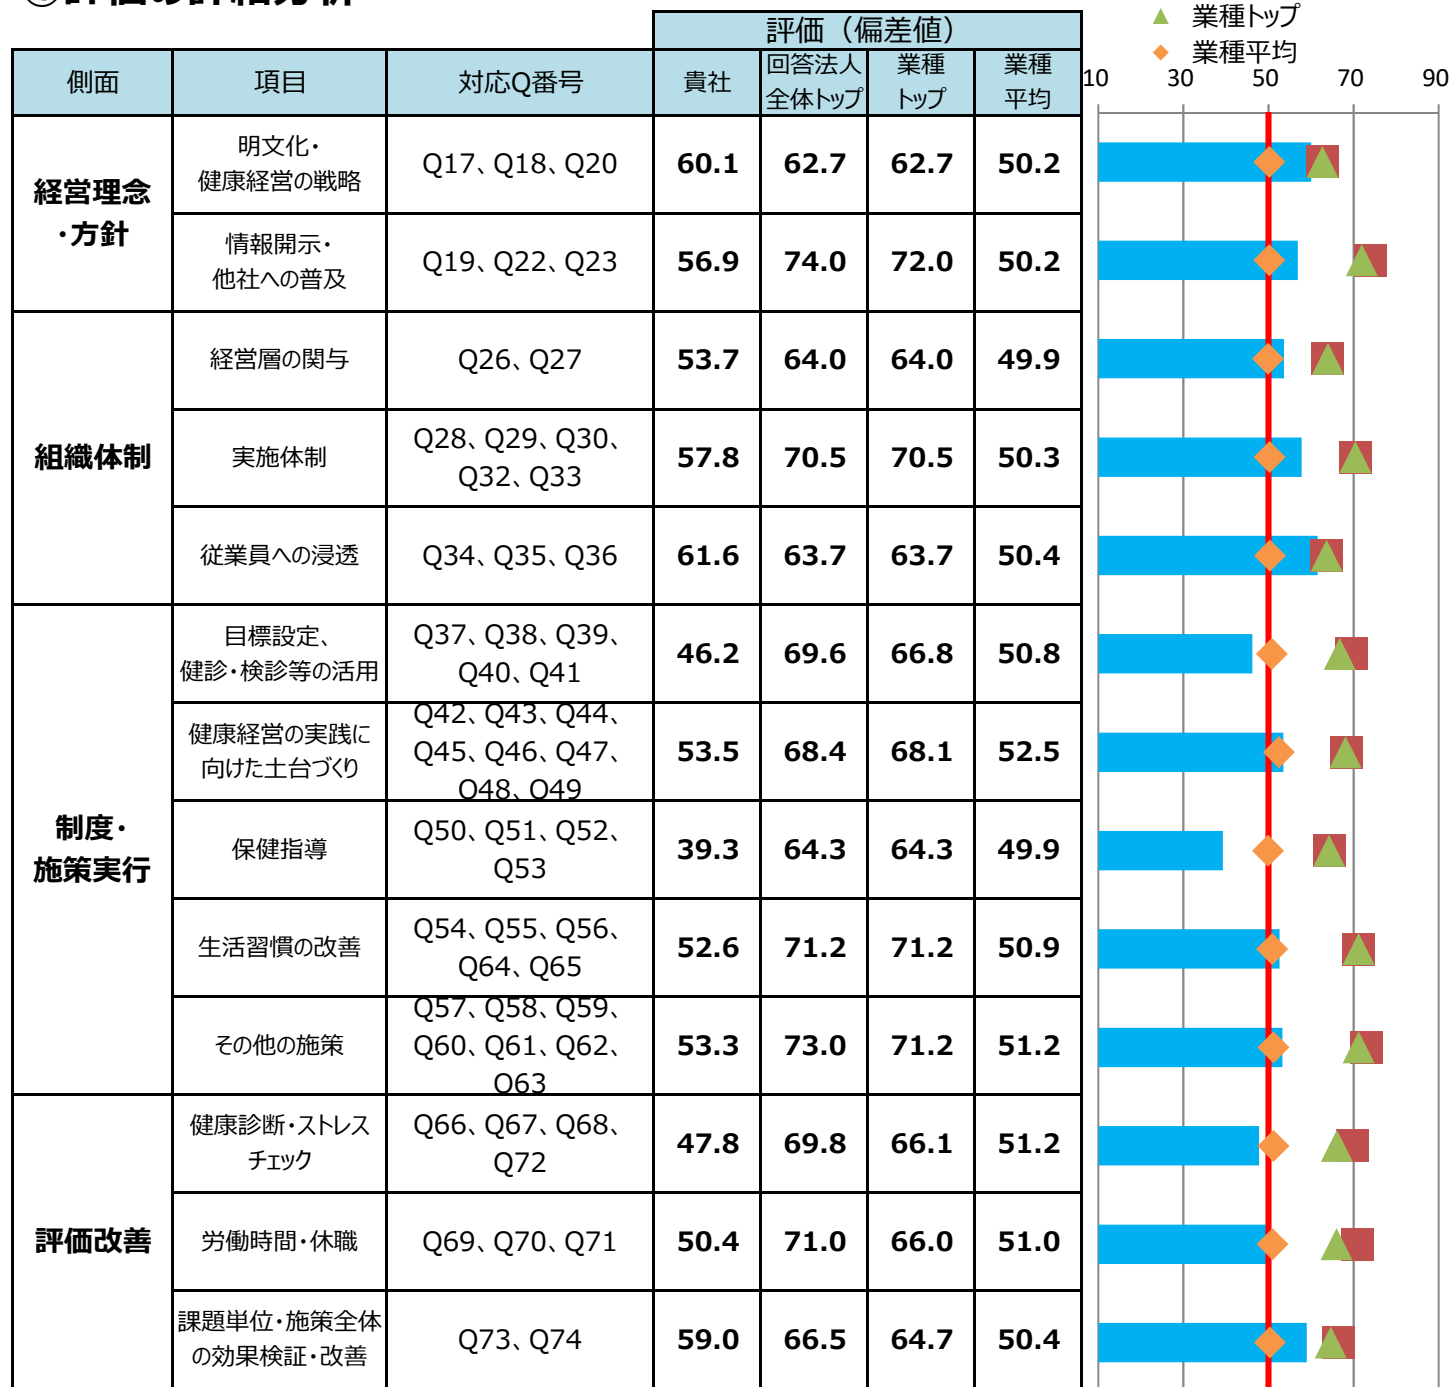 評価（偏差値）
側面 項目 対応Q番号 貴社 回答法人 業種 業種
全体トップ トップ 平均
▲ 業種トップ
◆ 業種平均
10 30 50 70 90
経営理念
・方針
明文化・
健康経営の戦略
Q17、Q18、Q20 60.1 62.7 62.7 50.2
情報開示・
他社への普及
Q19、Q22、Q23 56.9 74.0 72.0 50.2
組織体制
経営層の関与 Q26、Q27 53.7 64.0 64.0 49.9
実施体制
Q28、Q29、Q30、
Q32、Q33
57.8 70.5 70.5 50.3
従業員への浸透 Q34、Q35、Q36 61.6 63.7 63.7 50.4
制度・
施策実行
目標設定、
健診・検診等の活用
Q37、Q38、Q39、
Q40、Q41
46.2 69.6 66.8 50.8
健康経営の実践に
向けた土台づくり
Q42、Q43、Q44、
Q45、Q46、Q47、
Q48、Q49
53.5 68.4 68.1 52.5
保健指導
Q50、Q51、Q52、
Q53
39.3 64.3 64.3 49.9
生活習慣の改善
Q54、Q55、Q56、
Q64、Q65
52.6 71.2 71.2 50.9
その他の施策
Q57、Q58、Q59、
Q60、Q61、Q62、
Q63
53.3 73.0 71.2 51.2
評価改善
健康診断・ストレス
チェック
Q66、Q67、Q68、
Q72
47.8 69.8 66.1 51.2
労働時間・休職 Q69、Q70、Q71 50.4 71.0 66.0 51.0
課題単位・施策全体
の効果検証・改善
Q73、Q74 59.0 66.5 64.7 50.4